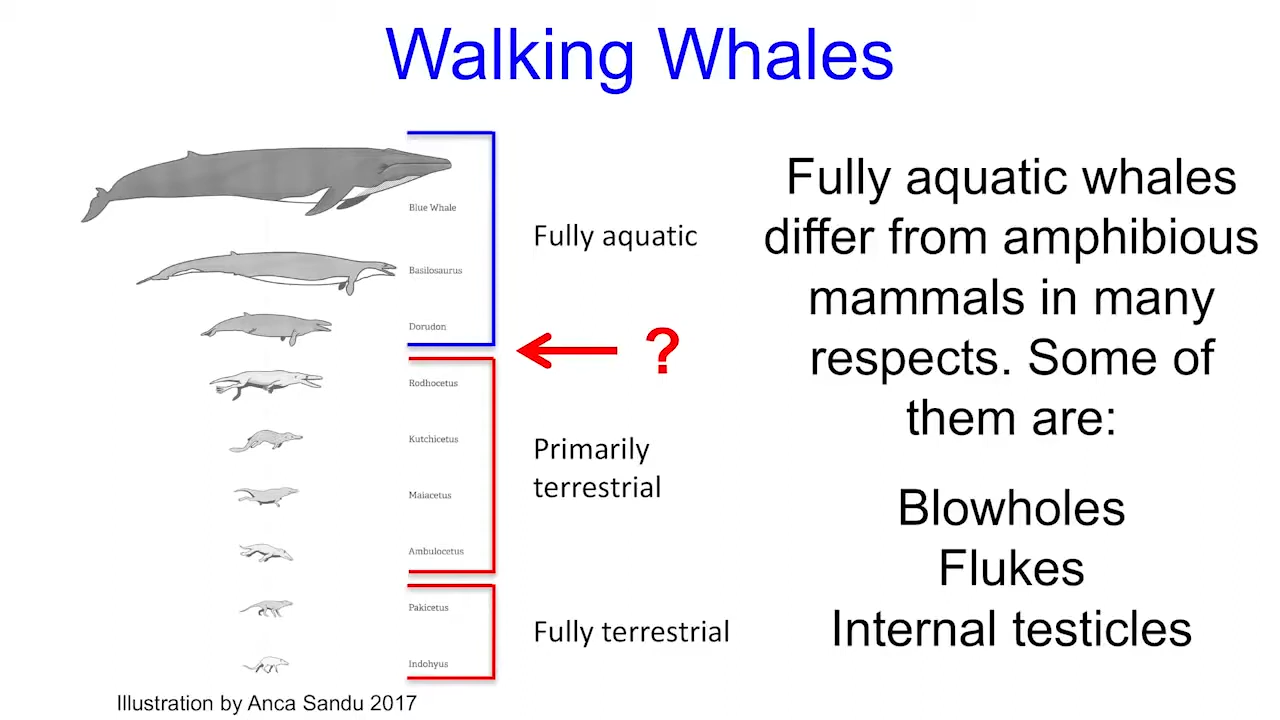 Walking Whales
Blue Whale
Basilosaurus
Dorudon
Rodhocetus
Kutchicetus
Maiacetus
Ambulocetus
Pakicetus
Indohyus
Fully aquatic
?
Primarily
terrestrial
Fully terrestrial
Fully aquatic whales
differ from amphibious
mammals in many
respects. Some of
them are:
Blowholes
Flukes
Internal testicles
Illustration by Anca Sandu 2017